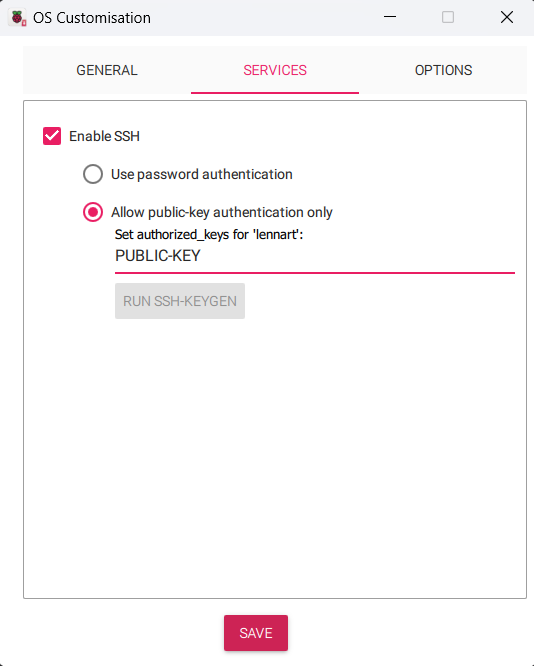 OS Customisation
GENERAL SERVICES OPTIONS
Enable SSH
Use password authentication
Allow public-key authentication only
Set authorized_keys for 'lennart':
PUBLIC-KEY
RUN SSH-KEYGEN
SAVE